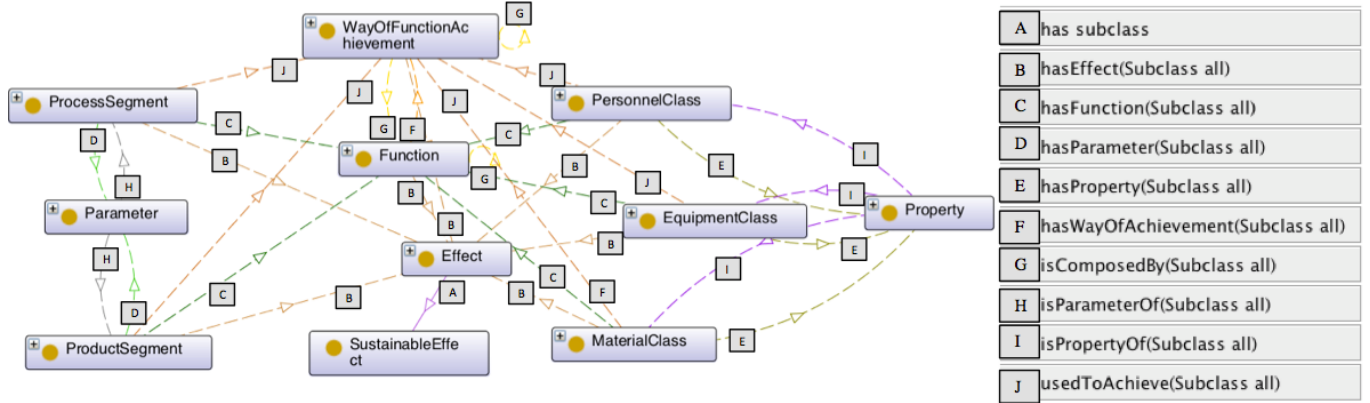 G
A has subclass
WayOfFunctionAc
hievement
B hasEffect(Subclass all)
J
J
ProcessSegment
J
J
PersonnelClass
C hasFunction(Subclass all)
C
G
F
C
D
D hasParameter(Subclass all)
B
Function
B
E
I
H
G
J
I
E hasProperty(Subclass all)
B
C
Parameter
B
EquipmentClass
Property
F hasWayOfAchievement(Subclass all)
B
E
H
Effect
I
G isComposedBy(Subclass all)
C
B
A
B
C
F
H isParameterOf(Subclass all)
D
ProductSegment
SustainableEffe
ct
MaterialClass
E
I isPropertyOf(Subclass all)
J usedToAchieve(Subclass all)